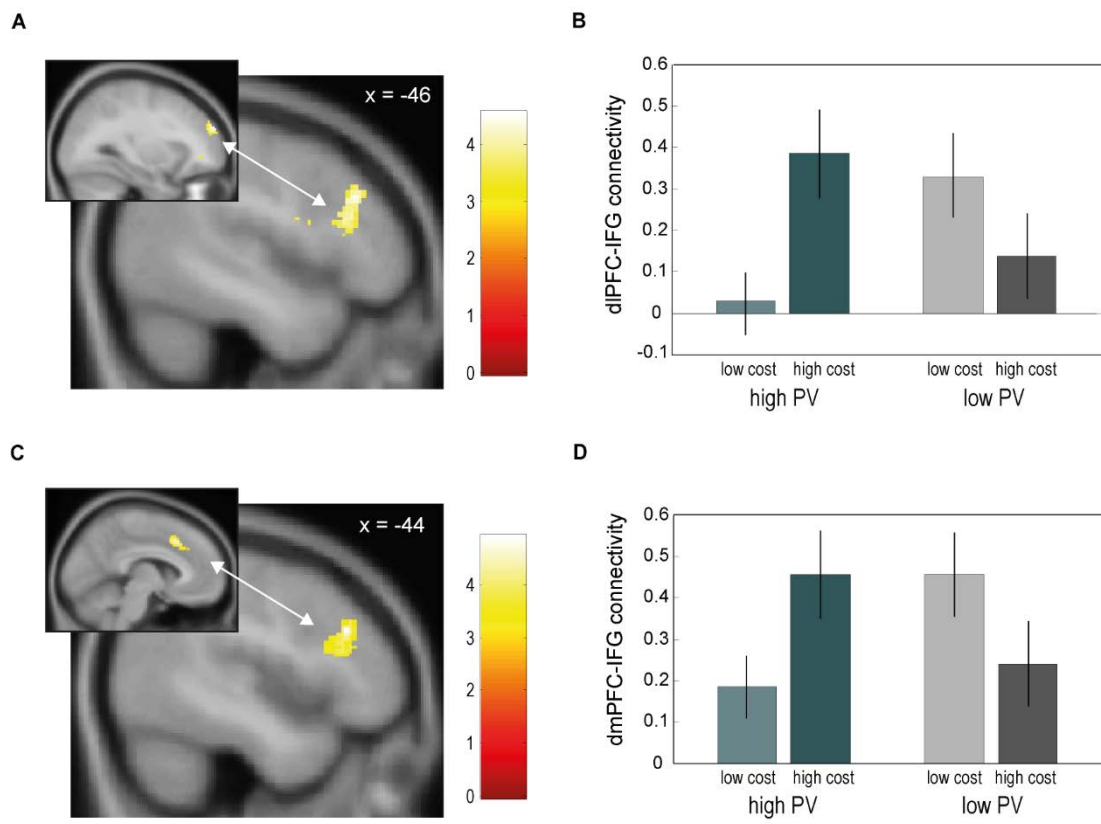 A
x = -46
4
3
2
1
0
B
dlPFC-IFG connectivity
0.6
0.5
0.4
0.3
0.2
0.1
0
-0.1
low cost high cost low cost high cost
high PV low PV
C
x = -44
4
3
2
1
0
D
dmPFC-IFG connectivity
0.6
0.5
0.4
0.3
0.2
0.1
0
low cost high cost low cost high cost
high PV low PV